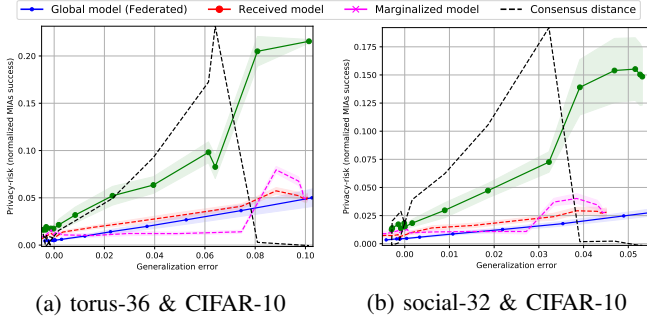 Global model (Federated) Received model Marginalized model Consensus distance
Privacy-risk (normalized MIAs success)
0.20
0.15
0.10
0.05
0.00
0.00 0.02 0.04 0.06 0.08 0.10
Generalization error
(a) torus-36 & CIFAR-10
Privacy-risk (normalized MIAs success)
0.175
0.150
0.125
0.100
0.075
0.050
0.025
0.000
0.00 0.01 0.02 0.03 0.04 0.05
Generalization error
(b) social-32 & CIFAR-10